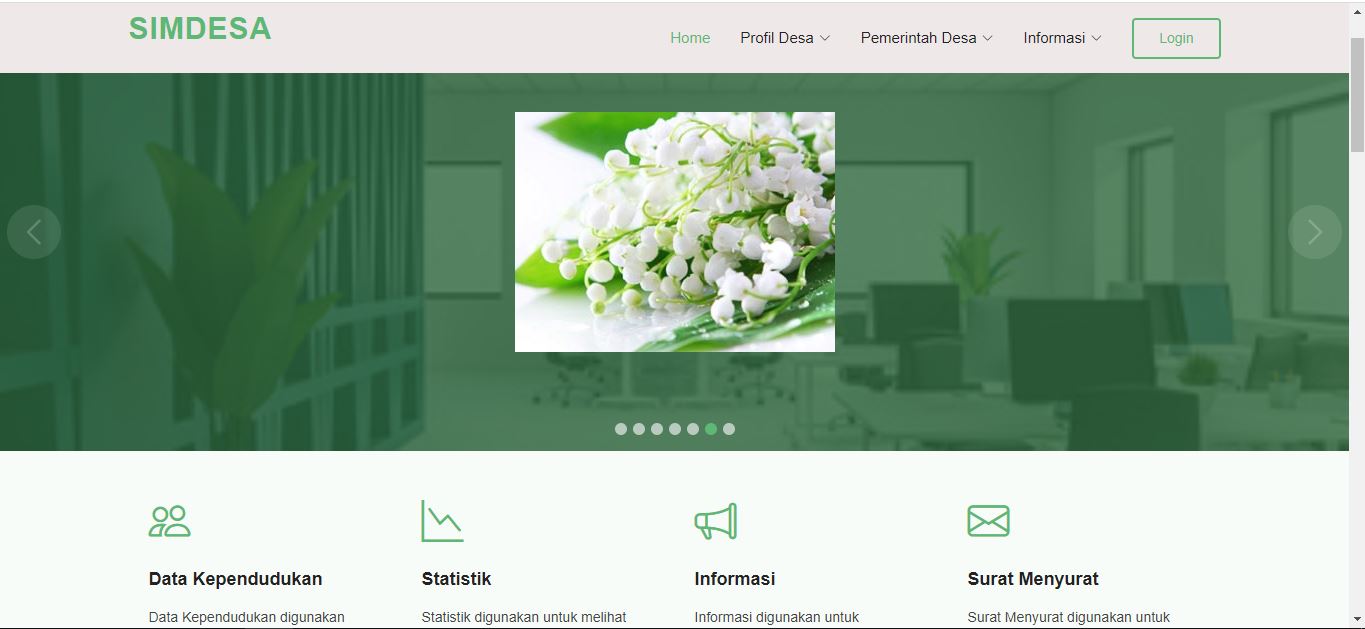 SIMDESA
Home Profil Desa Pemerintah Desa Informasi Login
Data Kependudukan
Data Kependudukan digunakan
Statistik
Statistik digunakan untuk melihat
Informasi
Informasi digunakan untuk
Surat Menyurat
Surat Menyurat digunakan untuk